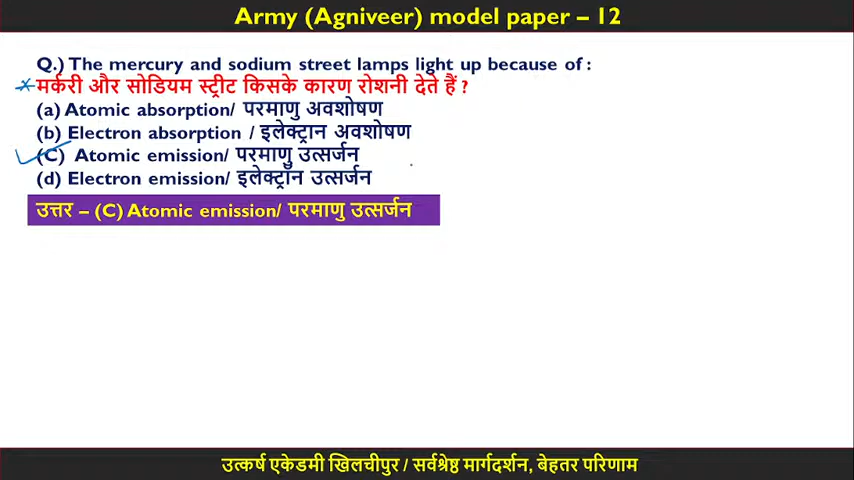 Army (Agniveer) model paper – 12
Q.) The mercury and sodium street lamps light up because of :
मर्करी और सोडियम स्ट्रीट किसके कारण रोशनी देते हैं ?
(a) Atomic absorption/ परमाणु अवशोषण
(b) Electron absorption / इलेक्ट्रान अवशोषण
(C) Atomic emission/ परमाणु उत्सर्जन
(d) Electron emission/ इलेक्ट्रॉन उत्सर्जन
उत्तर – (C) Atomic emission/ परमाणु उत्सर्जन
उत्कर्ष एकेडमी खिलचीपुर / सर्वश्रेष्ठ मार्गदर्शन, बेहतर परिणाम